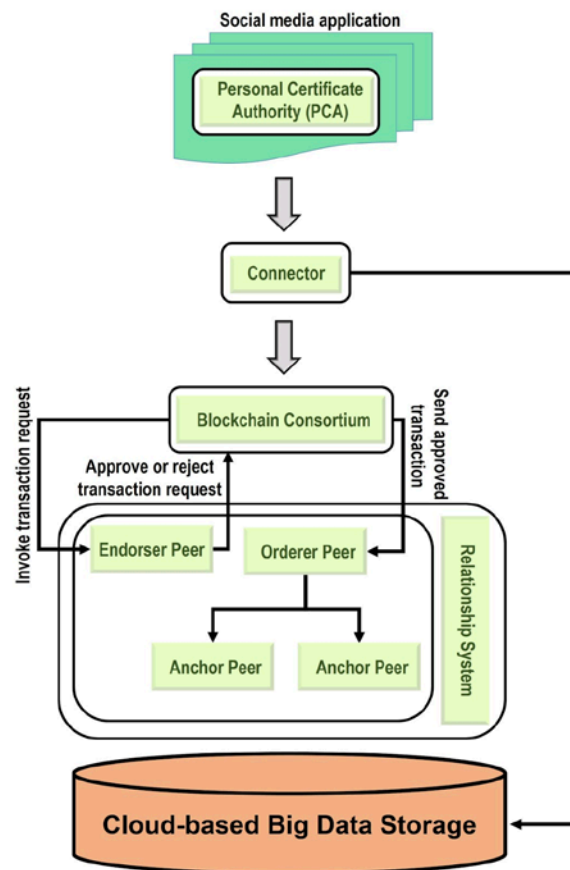 Social media application
Personal Certificate
Authority (PCA)
Connector
Blockchain Consortium
Invoke transaction request
Approve or reject
transaction request
Send approved
transaction
Endorser Peer
Orderer Peer
Anchor Peer
Anchor Peer
Relationship System
Cloud-based Big Data Storage